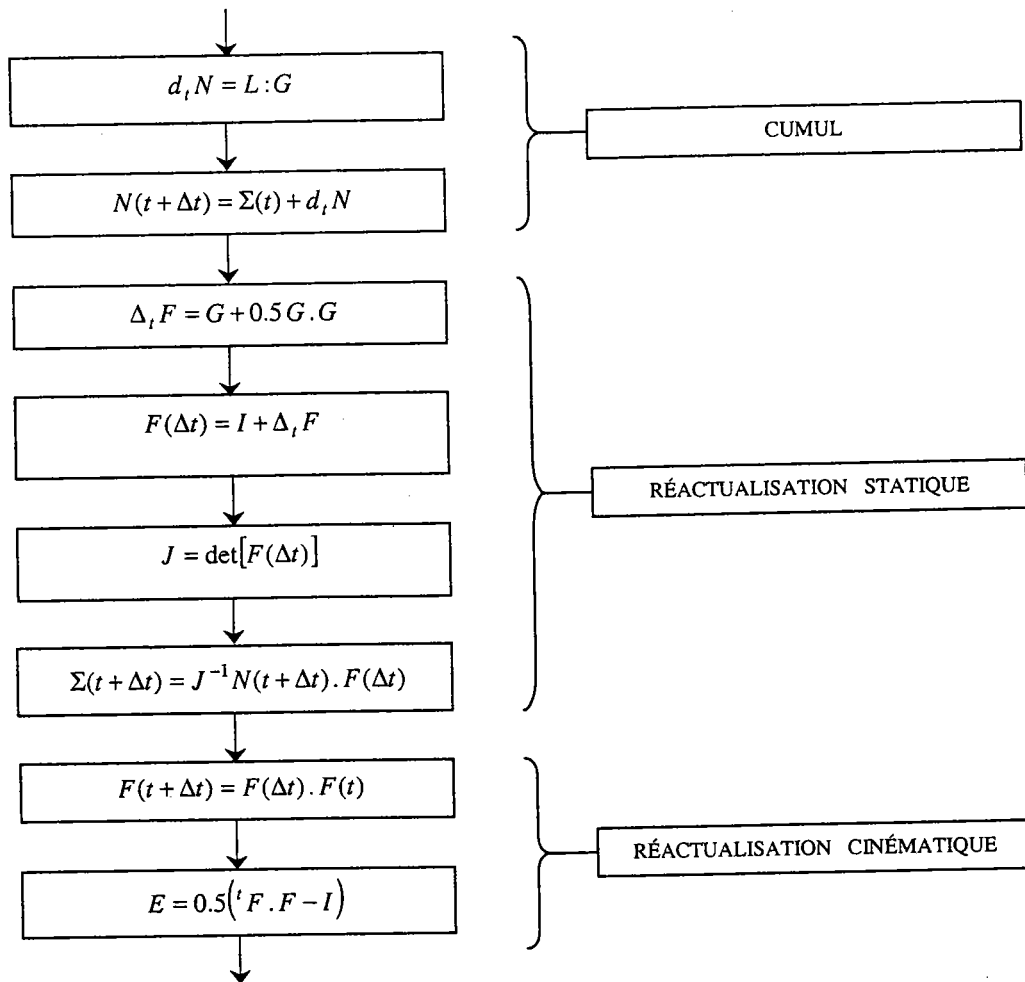 d_t N = L : G
CUMUL
N(t + Δt) = Σ(t) + d_t N
Δ_t F = G + 0.5 G . G
F(Δt) = I + Δ_t F
RÉACTUALISATION STATIQUE
J = det[F(Δt)]
Σ(t + Δt) = J⁻¹ N(t + Δt) . F(Δt)
F(t + Δt) = F(Δt) . F(t)
RÉACTUALISATION CINÉMATIQUE
E = 0.5(ᵗF . F − I)